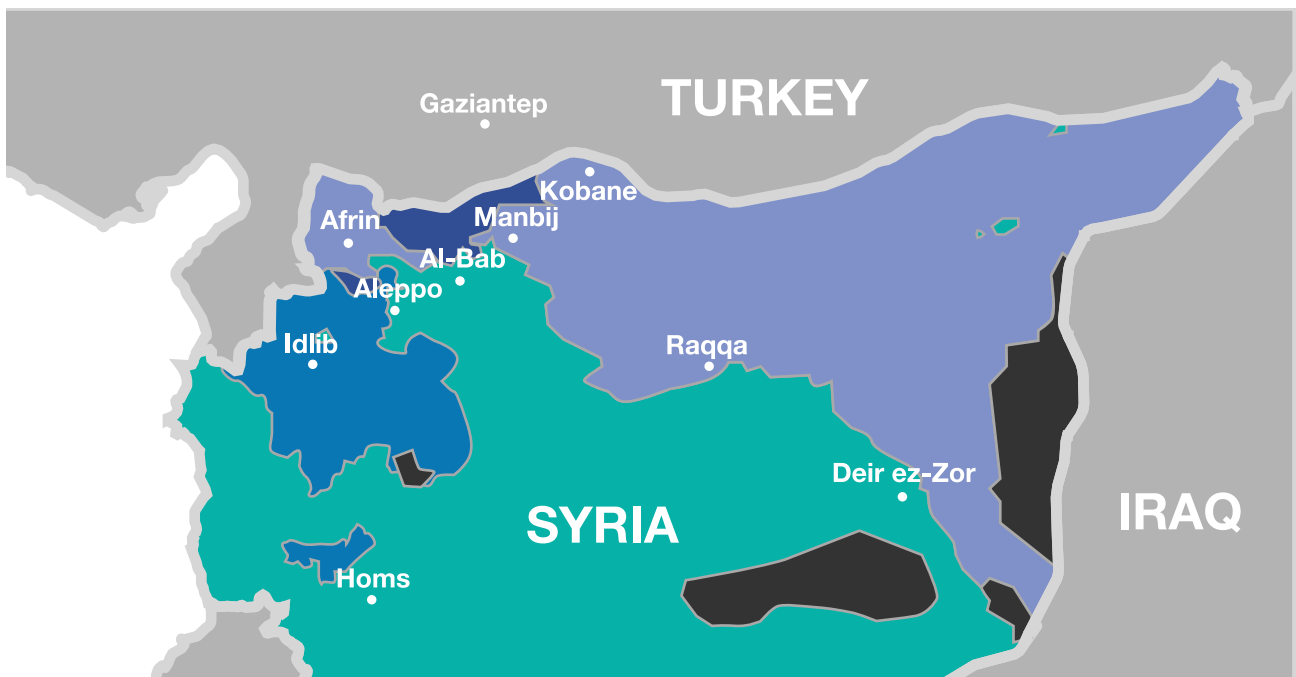 TURKEY
Gaziantep
Kobane
Afrin
Manbij
Al-Bab
Aleppo
Idlib
Raqqa
Deir ez-Zor
SYRIA
IRAQ
Homs